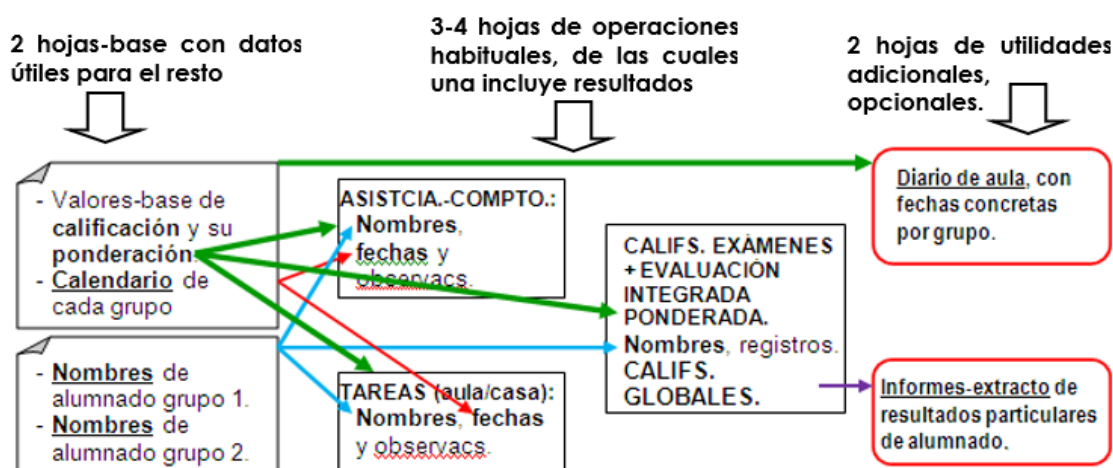 2 hojas-base con datos
útiles para el resto
3-4 hojas de operaciones
habituales, de las cuales
una incluye resultados
2 hojas de utilidades
adicionales,
opcionales.
- Valores-base de
calificación y su
ponderación.
- Calendario de
cada grupo
- Nombres de
alumnado grupo 1.
- Nombres de
alumnado grupo 2.
ASISTCIA.-COMPTO.:
Nombres,
fechas y
observacs.
TAREAS (aula/casa):
Nombres, fechas
y observacs.
CALIFS. EXÁMENES
+ EVALUACIÓN
INTEGRADA
PONDERADA.
Nombres, registros.
CALIFS.
GLOBALES.
Diario de aula, con
fechas concretas
por grupo.
Informes-extracto de
resultados particulares
de alumnado.